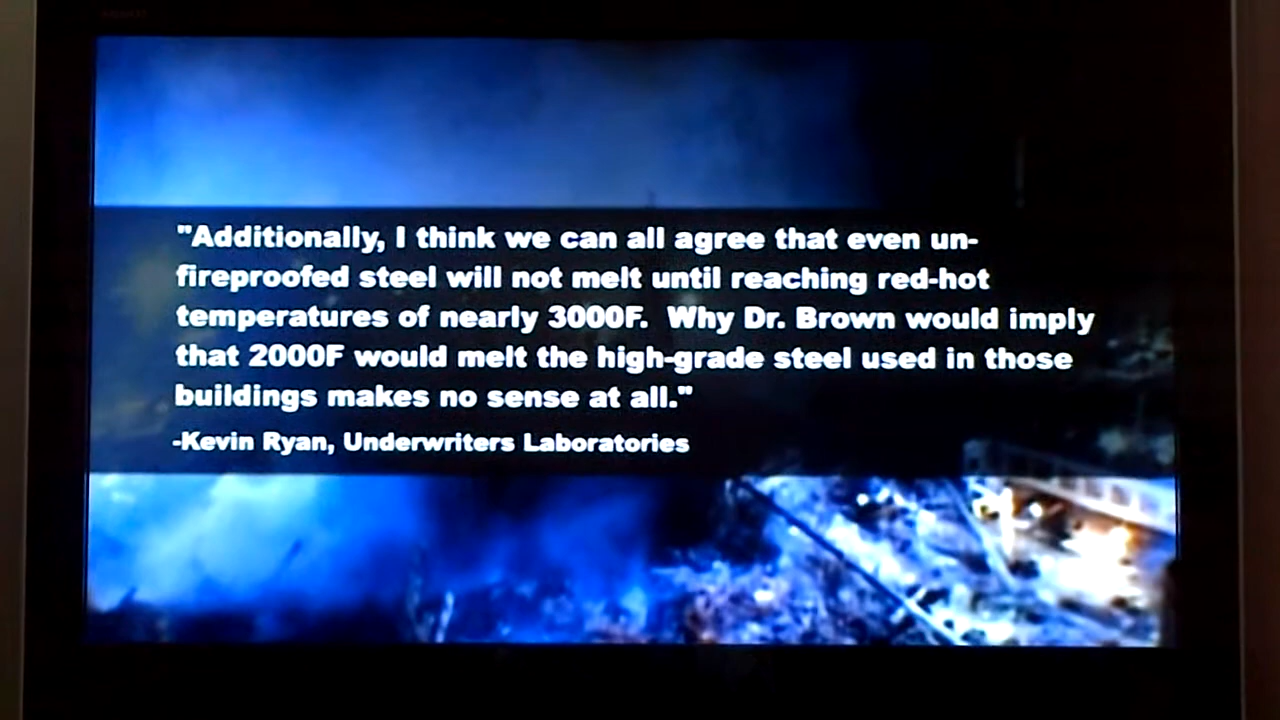 "Additionally, I think we can all agree that even un-
fireproofed steel will not melt until reaching red-hot
temperatures of nearly 3000F.  Why Dr. Brown would imply
that 2000F would melt the high-grade steel used in those
buildings makes no sense at all."
-Kevin Ryan, Underwriters Laboratories